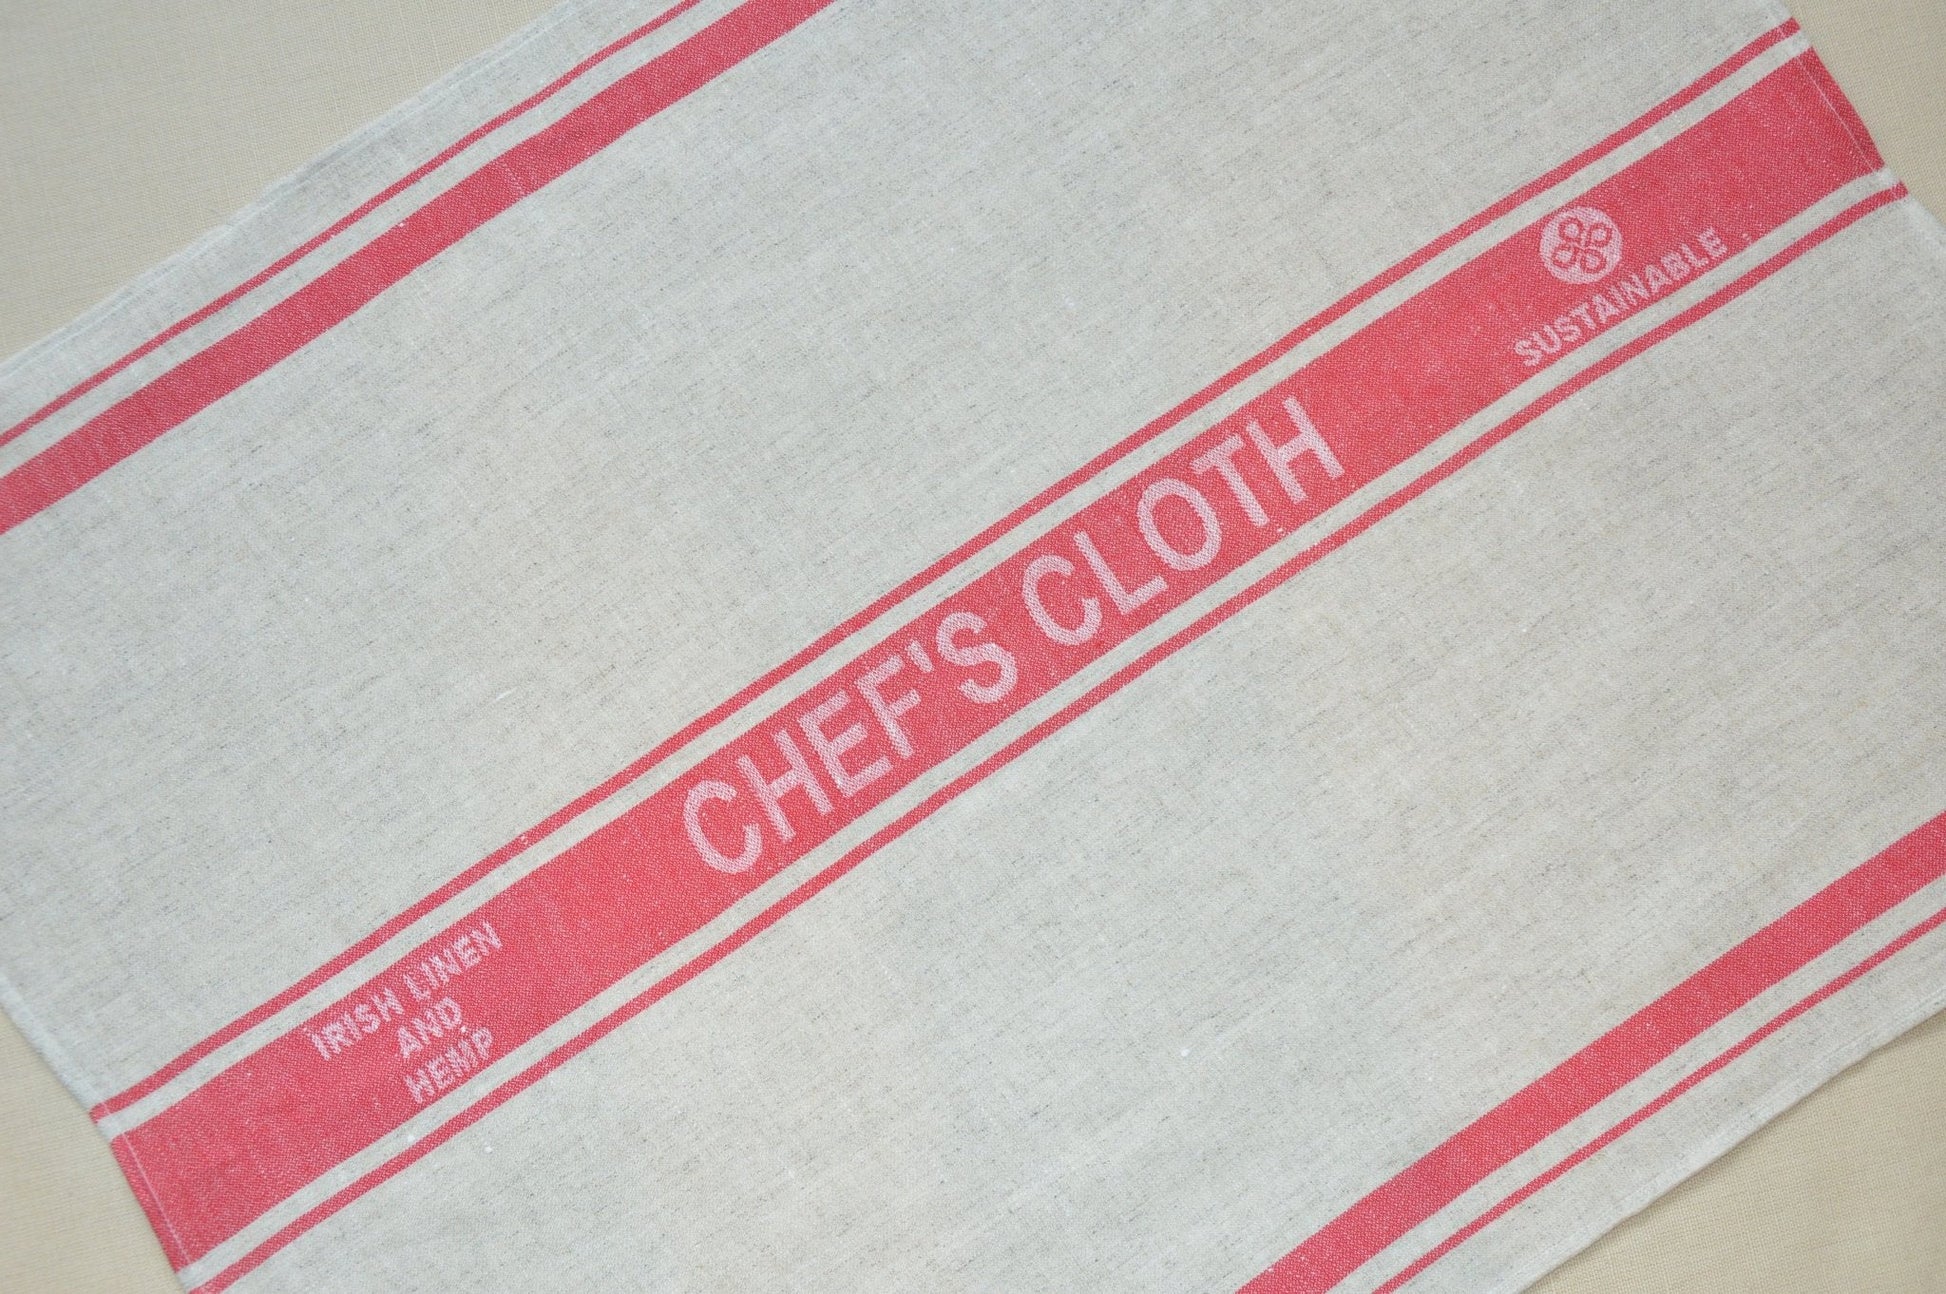 IRISH LINEN
AND
HEMP
CHEF'S CLOTH
SUSTAINABLE